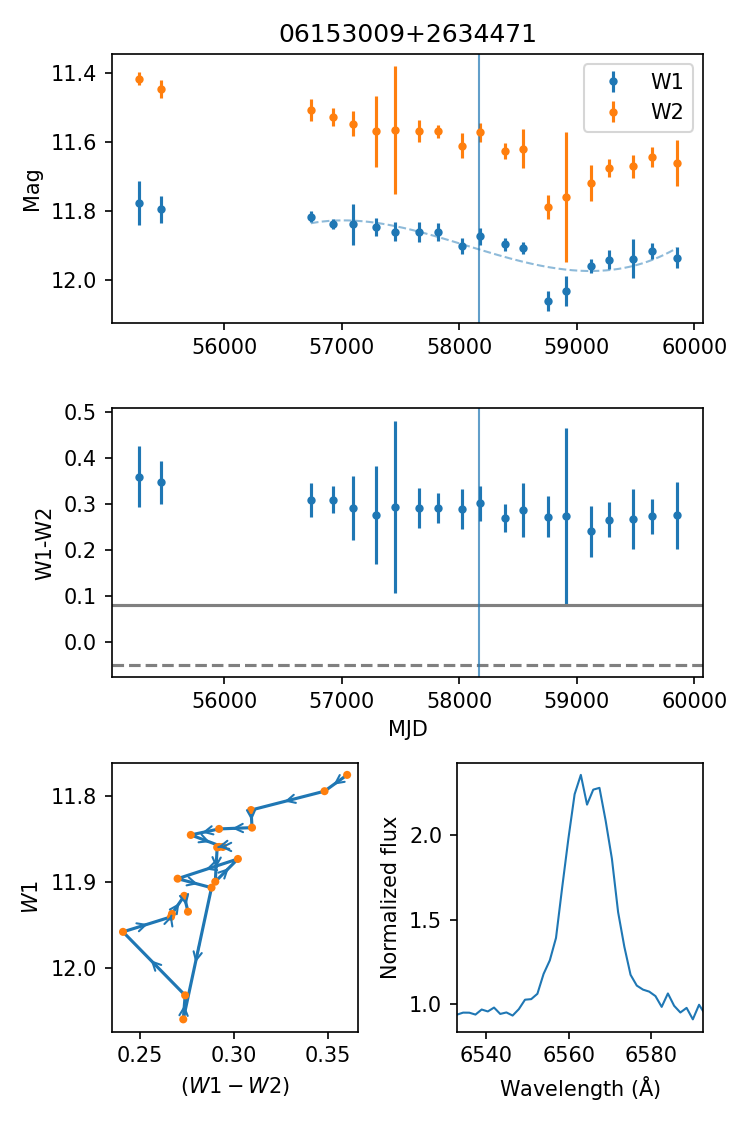 06153009+2634471
11.4
11.6
11.8
12.0
Mag
W1
W2
56000 57000 58000 59000 60000
0.5
0.4
0.3
0.2
0.1
0.0
W1-W2
56000 57000 58000 59000 60000
MJD
11.8
11.9
12.0
W1
0.25 0.30 0.35
(W1 − W2)
2.0
1.5
1.0
Normalized flux
6540 6560 6580
Wavelength (Å)